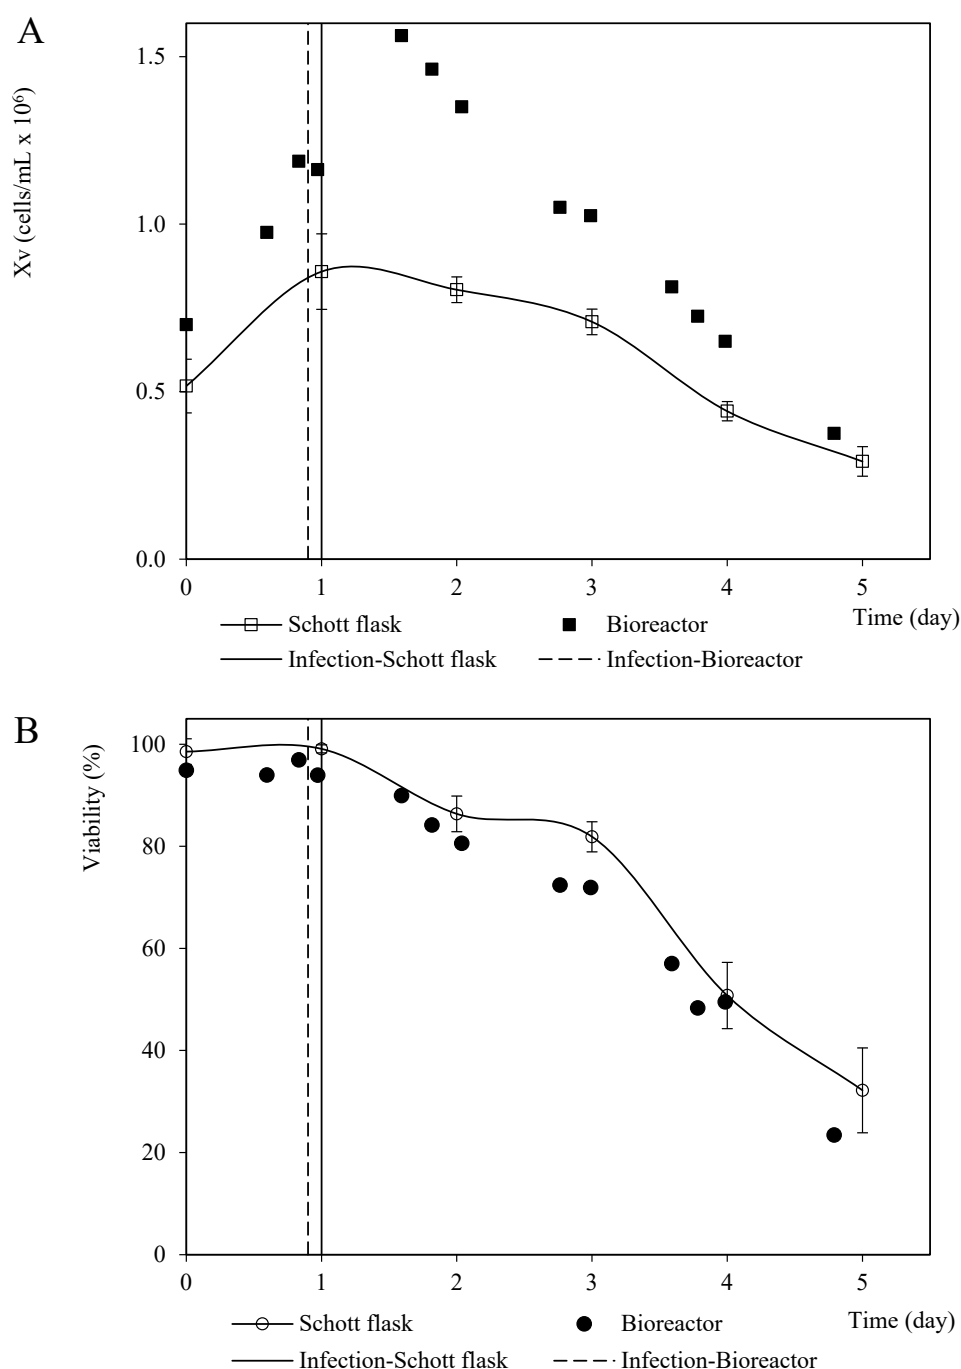 A
Xv (cells/mL x 10⁶)
1.5
1.0
0.5
0.0
0 1 2 3 4 5
Time (day)
Schott flask Bioreactor
Infection-Schott flask Infection-Bioreactor
B
Viability (%)
100
80
60
40
20
0
0 1 2 3 4 5
Time (day)
Schott flask Bioreactor
Infection-Schott flask Infection-Bioreactor